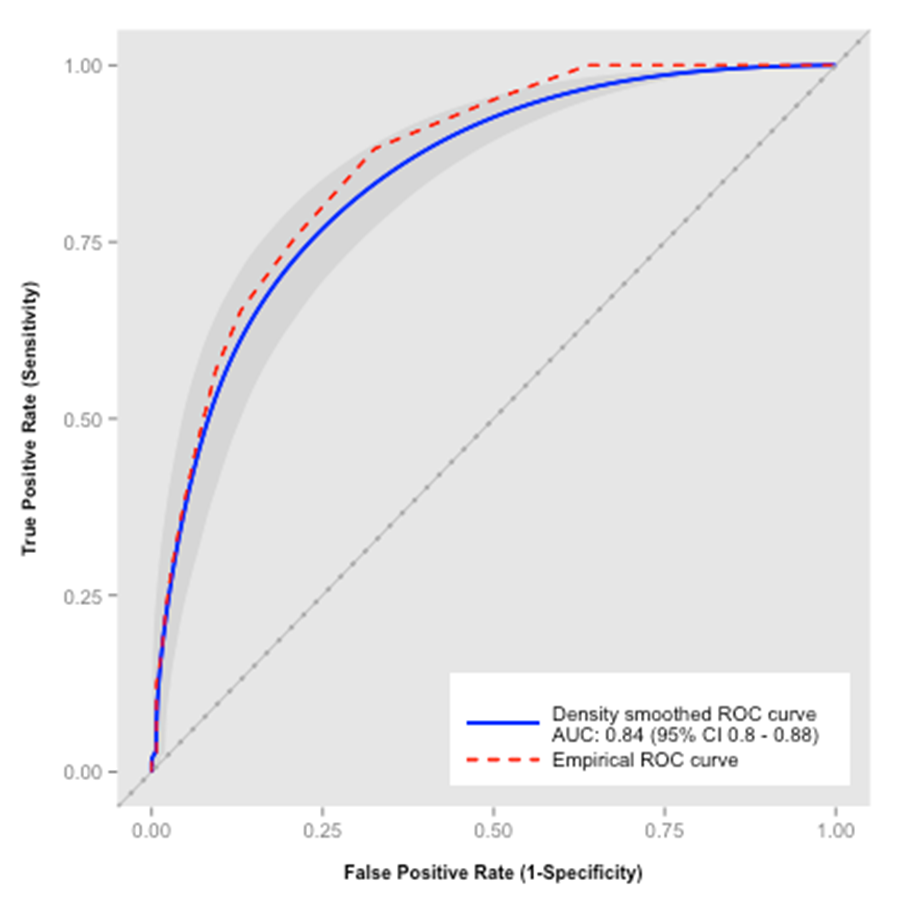 1.00
0.75
0.50
0.25
0.00
True Positive Rate (Sensitivity)
Density smoothed ROC curve
AUC: 0.84 (95% CI 0.8 - 0.88)
Empirical ROC curve
0.00 0.25 0.50 0.75 1.00
False Positive Rate (1-Specificity)